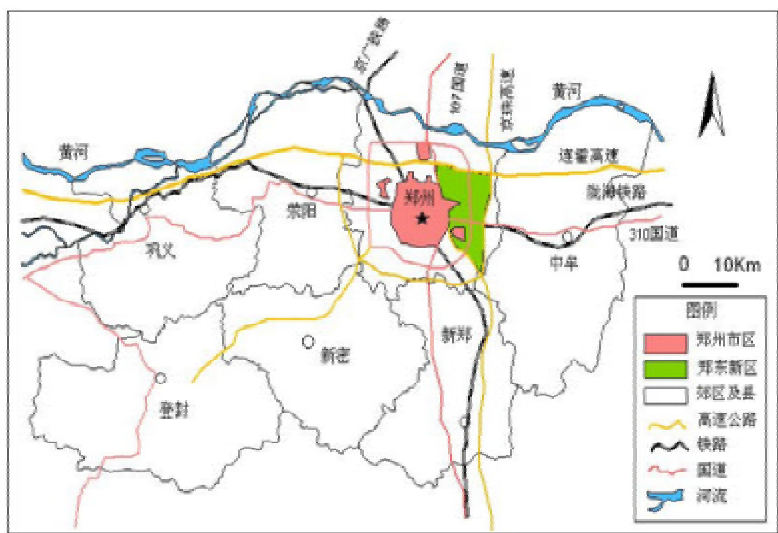 京广铁路
107国道
京珠高速
黄河
黄河
连霍高速
陇海铁路
310国道
荥阳
郑州
巩义
中牟
新郑
新密
登封
0 10Km
图例
郑州市区
郑东新区
郊区及县
高速公路
铁路
国道
河流